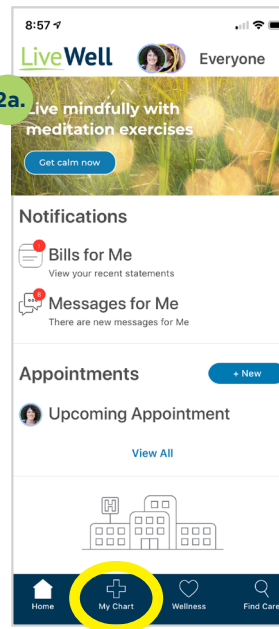 8:57
LiveWell
Everyone
2a.
Live mindfully with
meditation exercises
Get calm now
Notifications
1
Bills for Me
View your recent statements
8
Messages for Me
There are new messages for Me
Appointments
+ New
Upcoming Appointment
View All
H
Home
My Chart
Wellness
Find Care